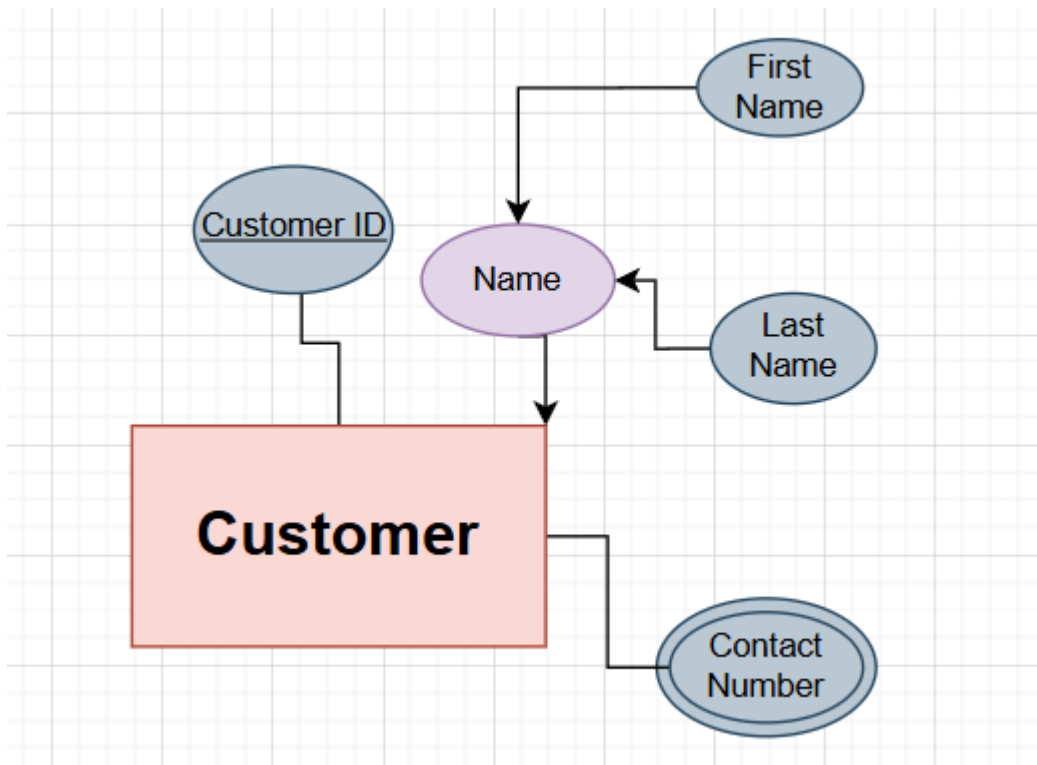 First
Name
Customer ID
Name
Last
Name
Customer
Contact
Number